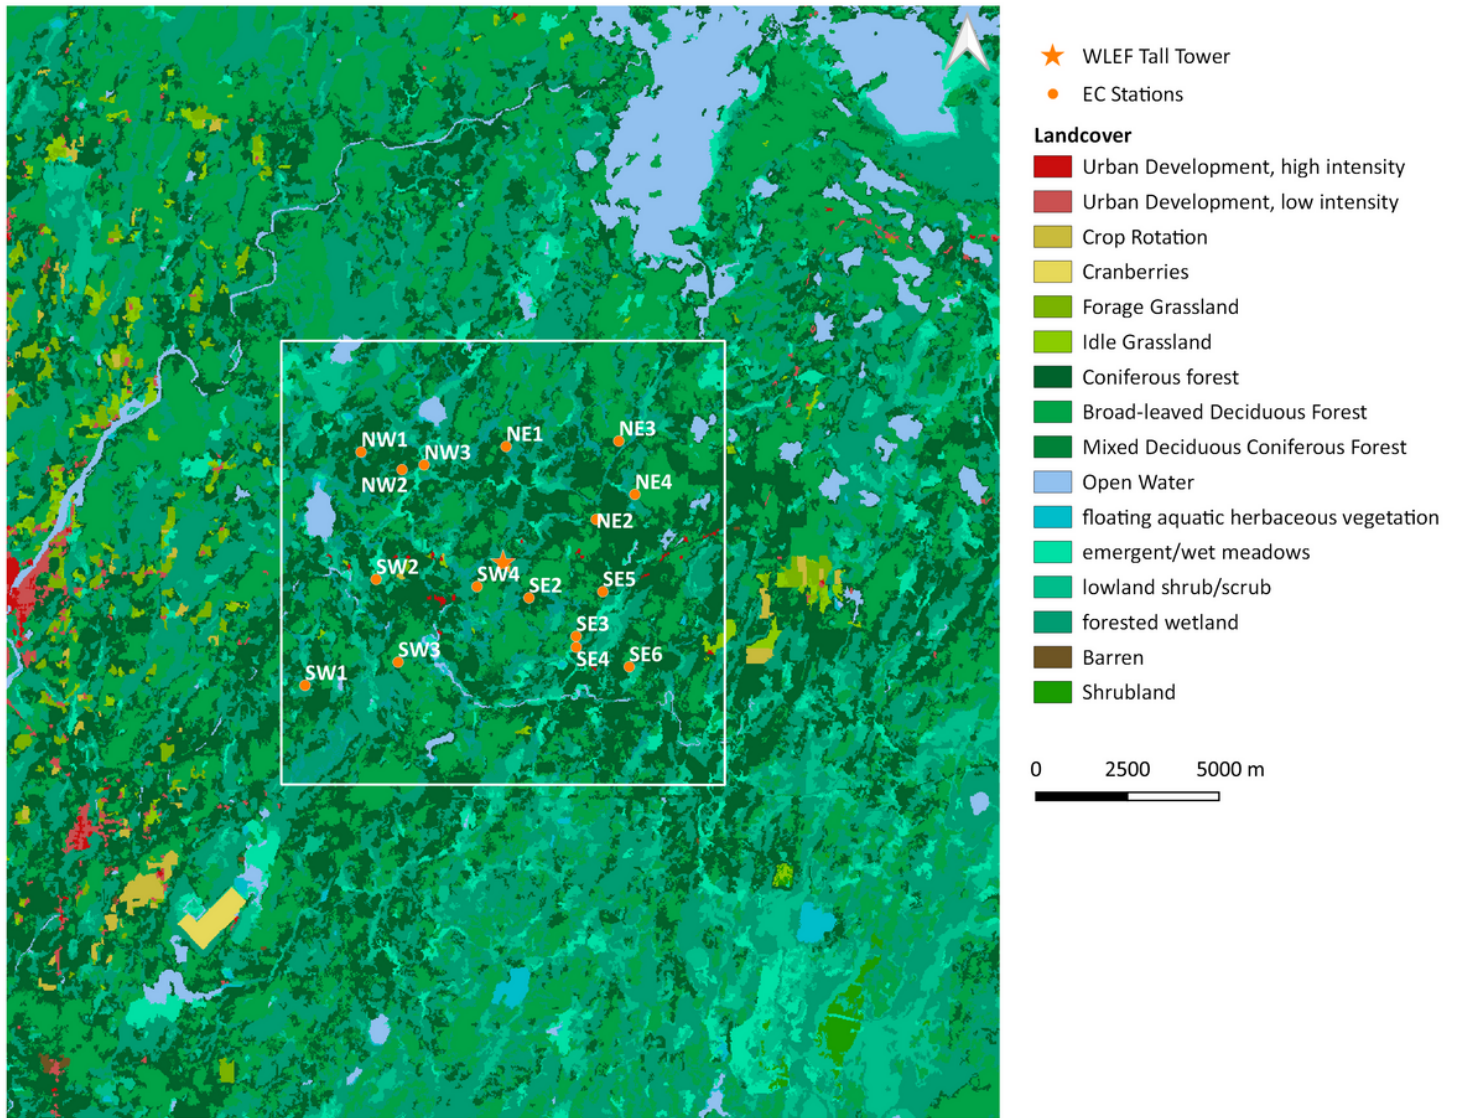 WLEF Tall Tower
EC Stations
Landcover
Urban Development, high intensity
Urban Development, low intensity
Crop Rotation
Cranberries
Forage Grassland
Idle Grassland
Coniferous forest
Broad-leaved Deciduous Forest
Mixed Deciduous Coniferous Forest
Open Water
floating aquatic herbaceous vegetation
emergent/wet meadows
lowland shrub/scrub
forested wetland
Barren
Shrubland
0 2500 5000 m
NW1
NW3
NW2
NE1
NE3
NE4
NE2
SW2
SW4
SE2
SE5
SE3
SE4
SE6
SW3
SW1